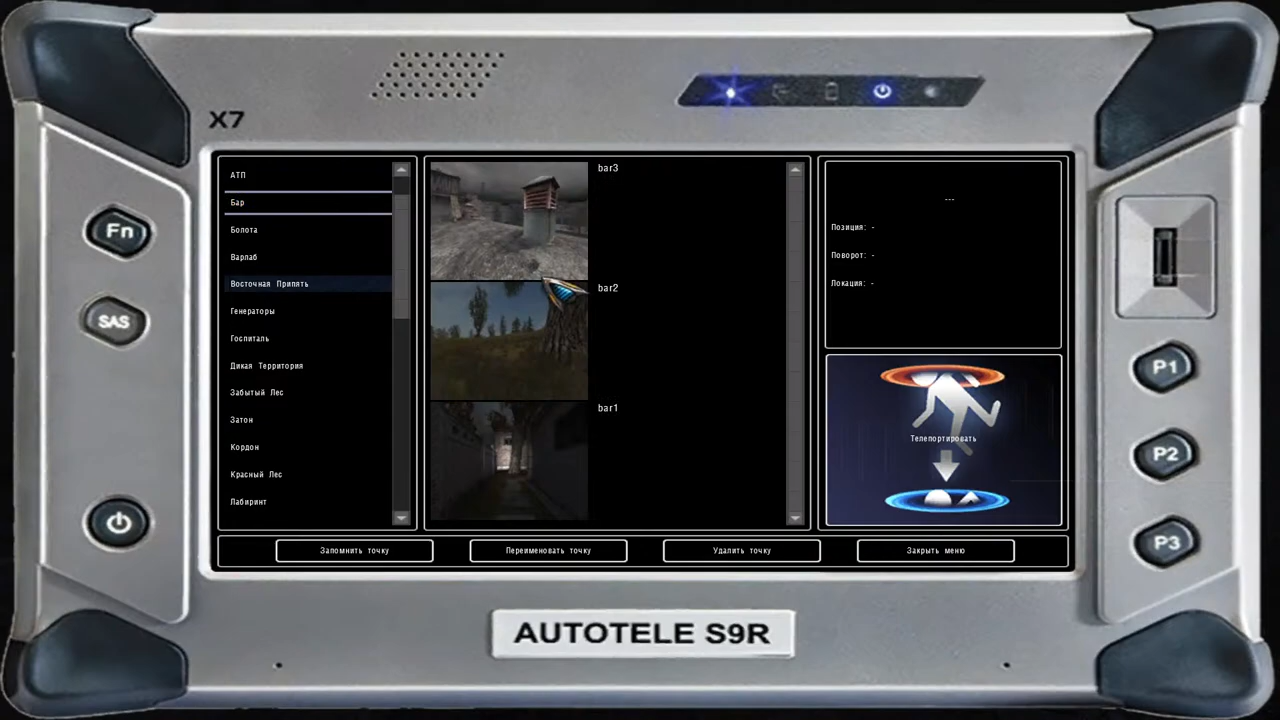 X7
Fn
SAS
АТП
Бар
Болота
Варлаб
Восточная Припять
Генераторы
Госпиталь
Дикая Территория
Забытый Лес
Затон
Кордон
Красный Лес
Лабиринт
bar3
bar2
bar1
---
Позиция: -
Поворот: -
Локация: -
Телепортировать
Запомнить точку
Переименовать точку
Удалить точку
Закрыть меню
P1
P2
P3
AUTOTELE S9R